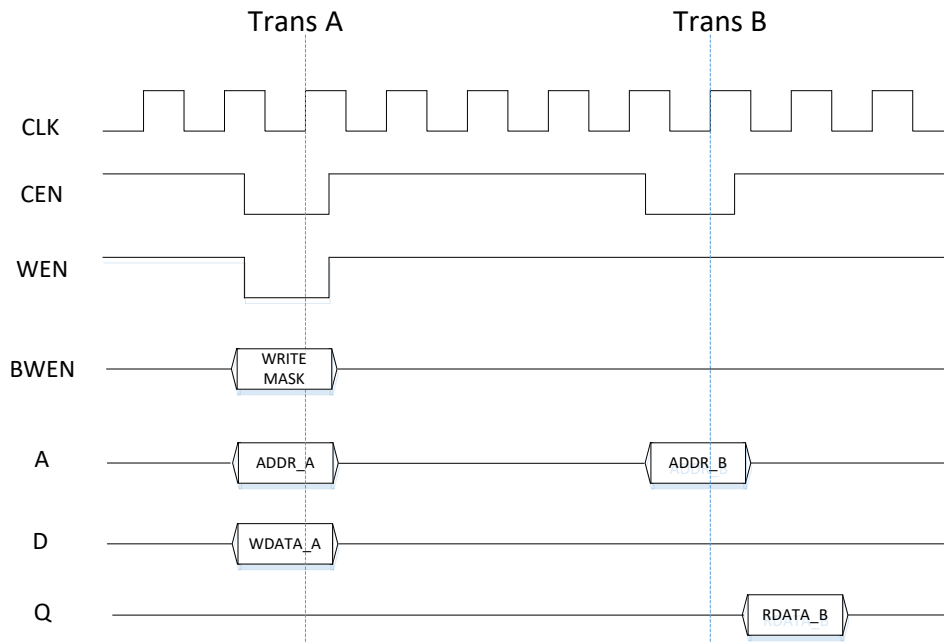 Trans A
Trans B
CLK
CEN
WEN
BWEN
WRITE
MASK
A
ADDR_A
ADDR_B
D
WDATA_A
Q
RDATA_B